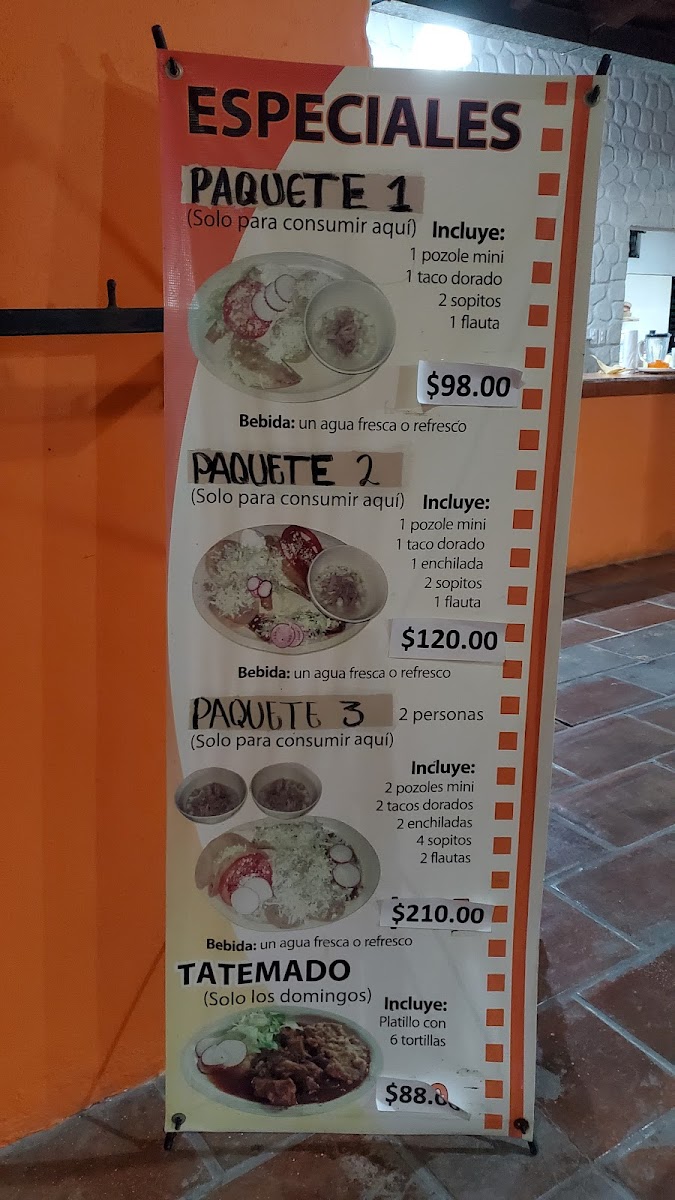 ESPECIALES
PAQUETE 1
(Solo para consumir aquí)
Incluye:
1 pozole mini
1 taco dorado
2 sopitos
1 flauta
$98.00
Bebida: un agua fresca o refresco
PAQUETE 2
(Solo para consumir aquí)
Incluye:
1 pozole mini
1 taco dorado
1 enchilada
2 sopitos
1 flauta
$120.00
Bebida: un agua fresca o refresco
PAQUETE 3
2 personas
(Solo para consumir aquí)
Incluye:
2 pozoles mini
2 tacos dorados
2 enchiladas
4 sopitos
2 flautas
$210.00
Bebida: un agua fresca o refresco
TATEMADO
(Solo los domingos)
Incluye:
Platillo con
6 tortillas